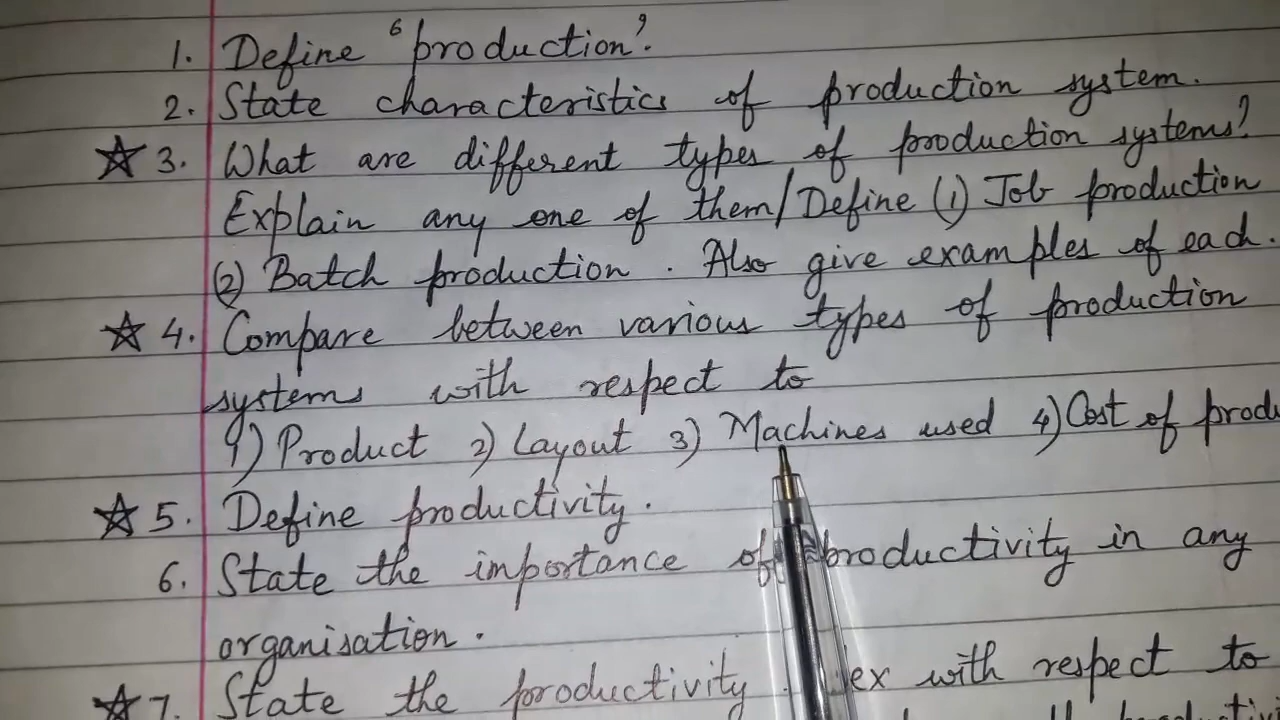 1. Define ‘production’.
2. State characteristics of production system.
☆ 3. What are different types of production systems?
Explain any one of them/Define (1) Job production
(2) Batch production. Also give examples of each.
☆ 4. Compare between various types of production
systems with respect to
1) Product 2) Layout 3) Machines used 4) Cost of produ
☆ 5. Define productivity.
6. State the importance of productivity in any
organisation.
☆ 7. State the productivity ex with respect to